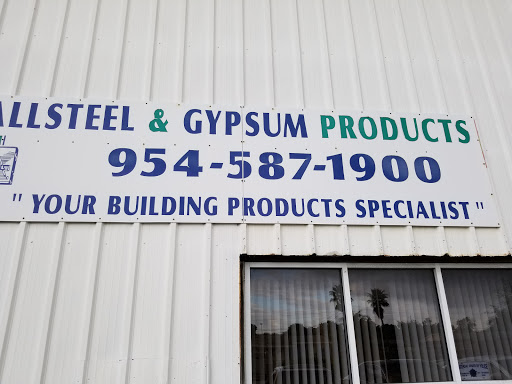 ALLSTEEL & GYPSUM PRODUCTS
954-587-1900
" YOUR BUILDING PRODUCTS SPECIALIST "